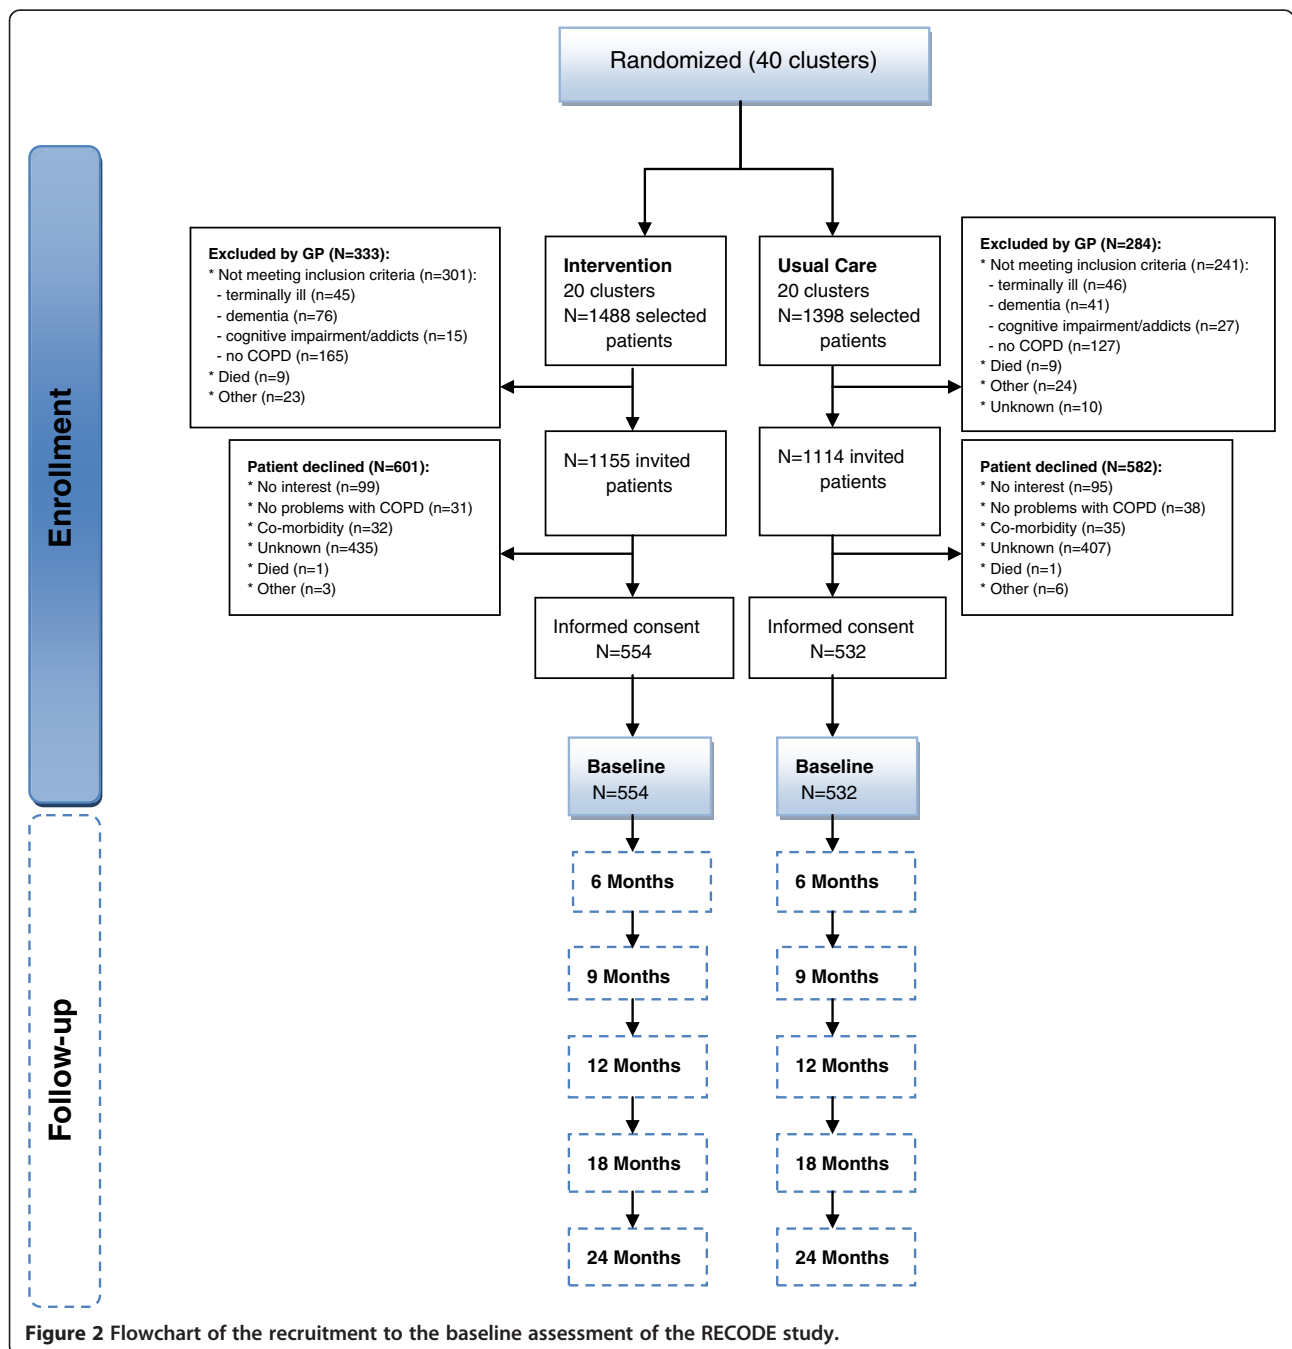 Randomized (40 clusters)
Enrollment
Excluded by GP (N=333):
* Not meeting inclusion criteria (n=301):
- terminally ill (n=45)
- dementia (n=76)
- cognitive impairment/addicts (n=15)
- no COPD (n=165)
* Died (n=9)
* Other (n=23)
Intervention
20 clusters
N=1488 selected
patients
Usual Care
20 clusters
N=1398 selected
patients
Excluded by GP (N=284):
* Not meeting inclusion criteria (n=241):
- terminally ill (n=46)
- dementia (n=41)
- cognitive impairment/addicts (n=27)
- no COPD (n=127)
* Died (n=9)
* Other (n=24)
* Unknown (n=10)
Patient declined (N=601):
* No interest (n=99)
* No problems with COPD (n=31)
* Co-morbidity (n=32)
* Unknown (n=435)
* Died (n=1)
* Other (n=3)
N=1155 invited
patients
N=1114 invited
patients
Patient declined (N=582):
* No interest (n=95)
* No problems with COPD (n=38)
* Co-morbidity (n=35)
* Unknown (n=407)
* Died (n=1)
* Other (n=6)
Informed consent
N=554
Informed consent
N=532
Baseline
N=554
Baseline
N=532
Follow-up
6 Months
6 Months
9 Months
9 Months
12 Months
12 Months
18 Months
18 Months
24 Months
24 Months
Figure 2 Flowchart of the recruitment to the baseline assessment of the RECODE study.